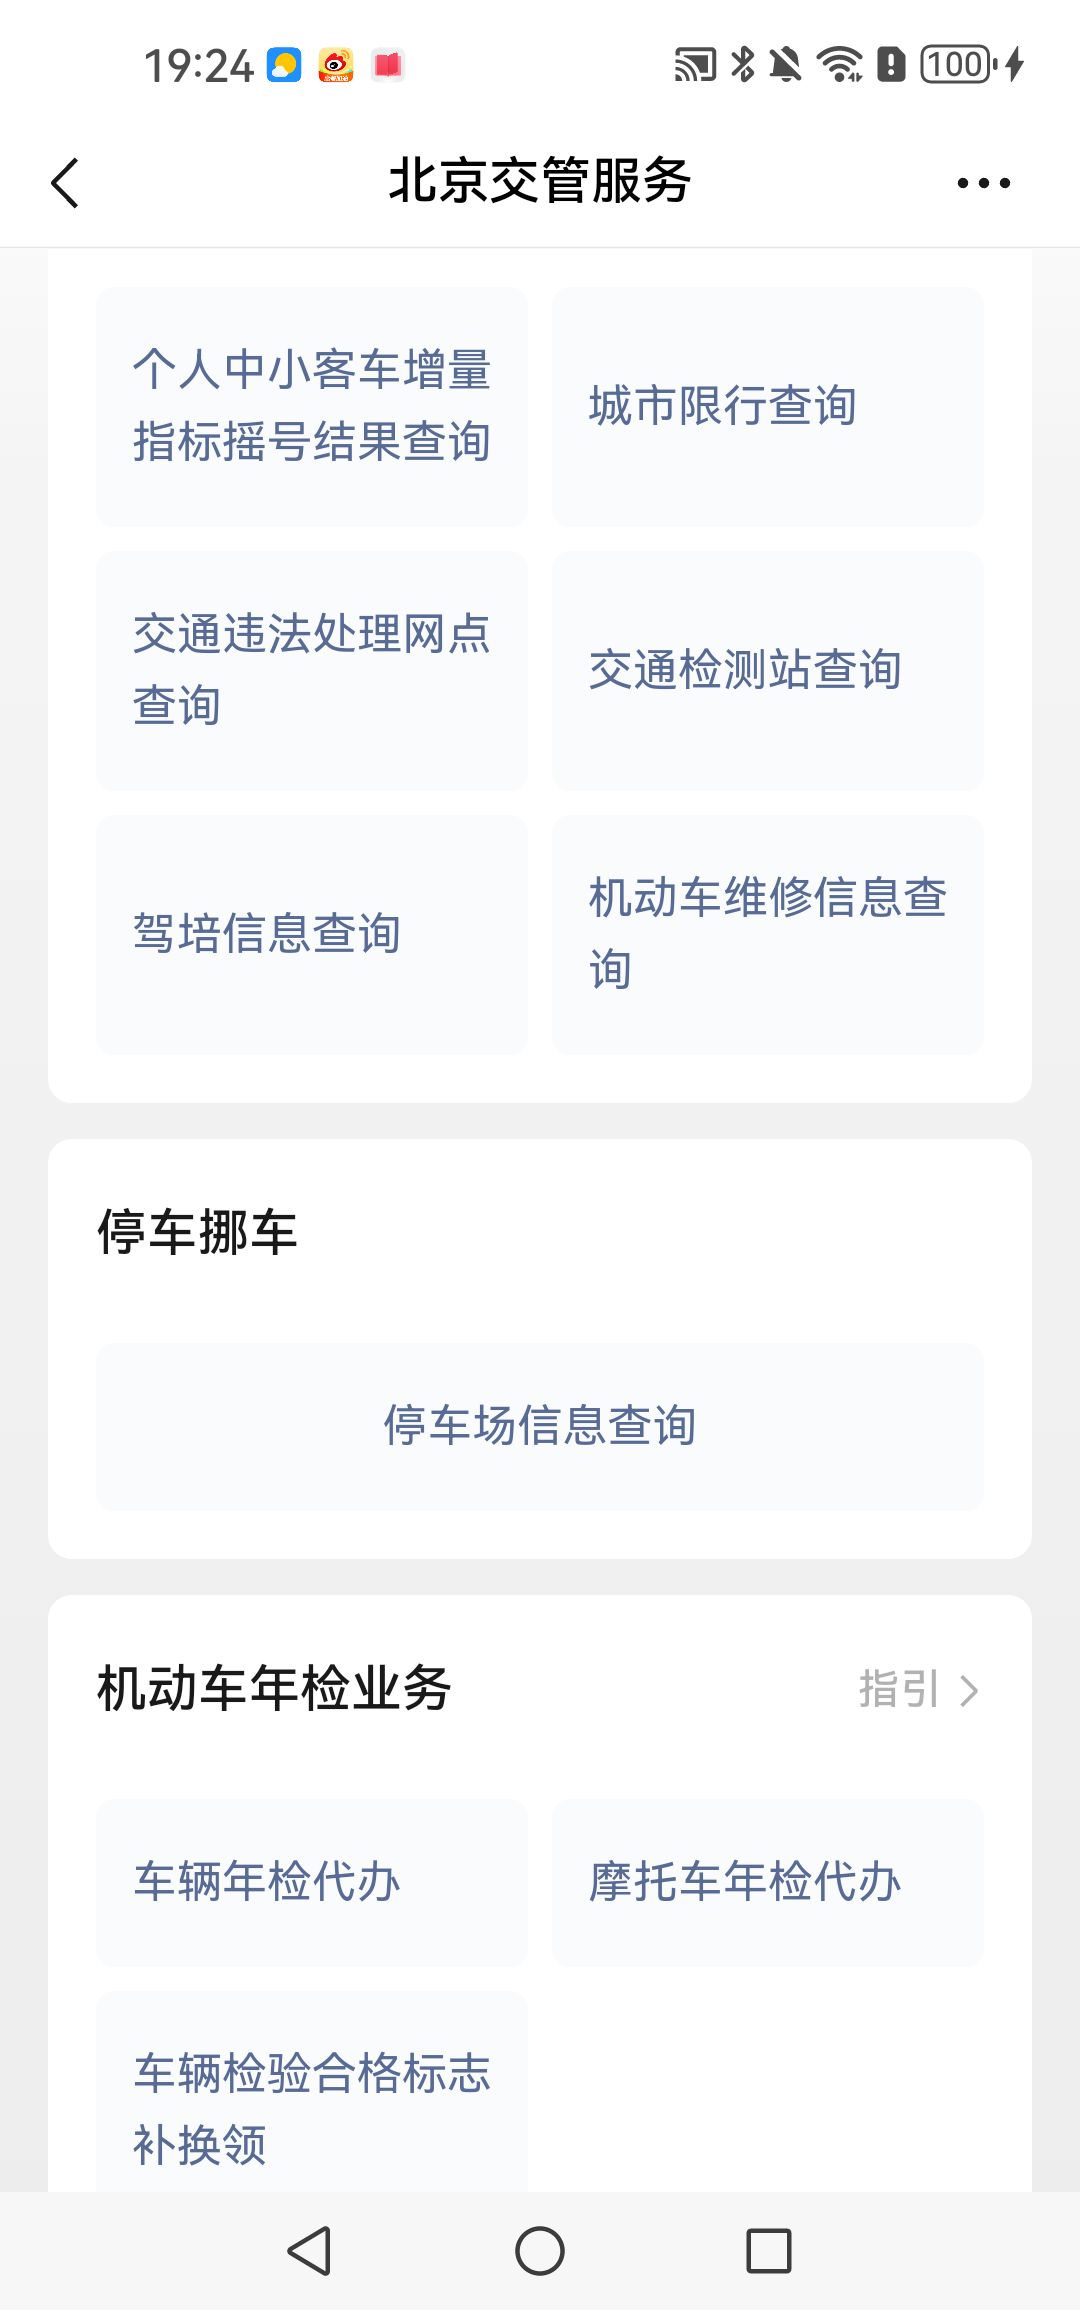 19:24
100
北京交管服务
个人中小客车增量
指标摇号结果查询
城市限行查询
交通违法处理网点
查询
交通检测站查询
驾培信息查询
机动车维修信息查
询
停车挪车
停车场信息查询
机动车年检业务
指引
车辆年检代办
摩托车年检代办
车辆检验合格标志
补换领